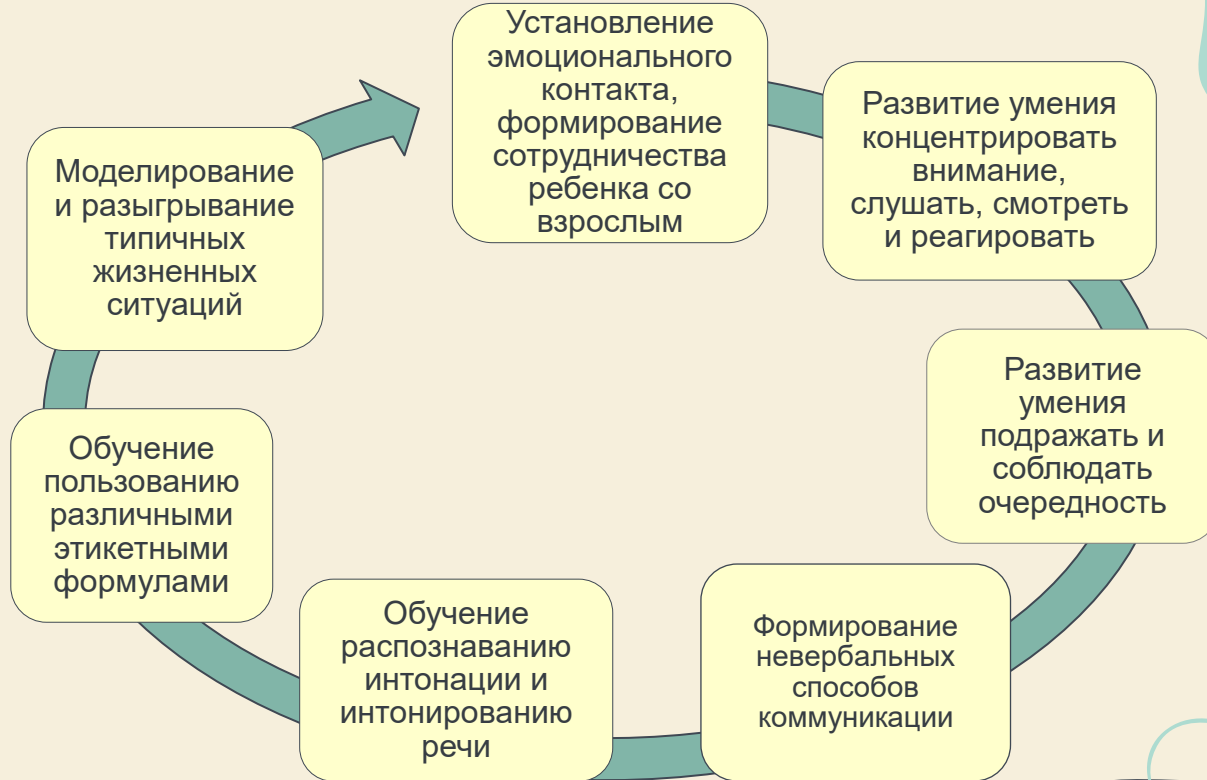 Установление
эмоционального
контакта,
формирование
сотрудничества
ребенка со
взрослым
Развитие умения
концентрировать
внимание,
слушать, смотреть
и реагировать
Развитие
умения
подражать и
соблюдать
очередность
Формирование
невербальных
способов
коммуникации
Обучение
распознаванию
интонации и
интонированию
речи
Обучение
пользованию
различными
этикетными
формулами
Моделирование
и разыгрывание
типичных
жизненных
ситуаций